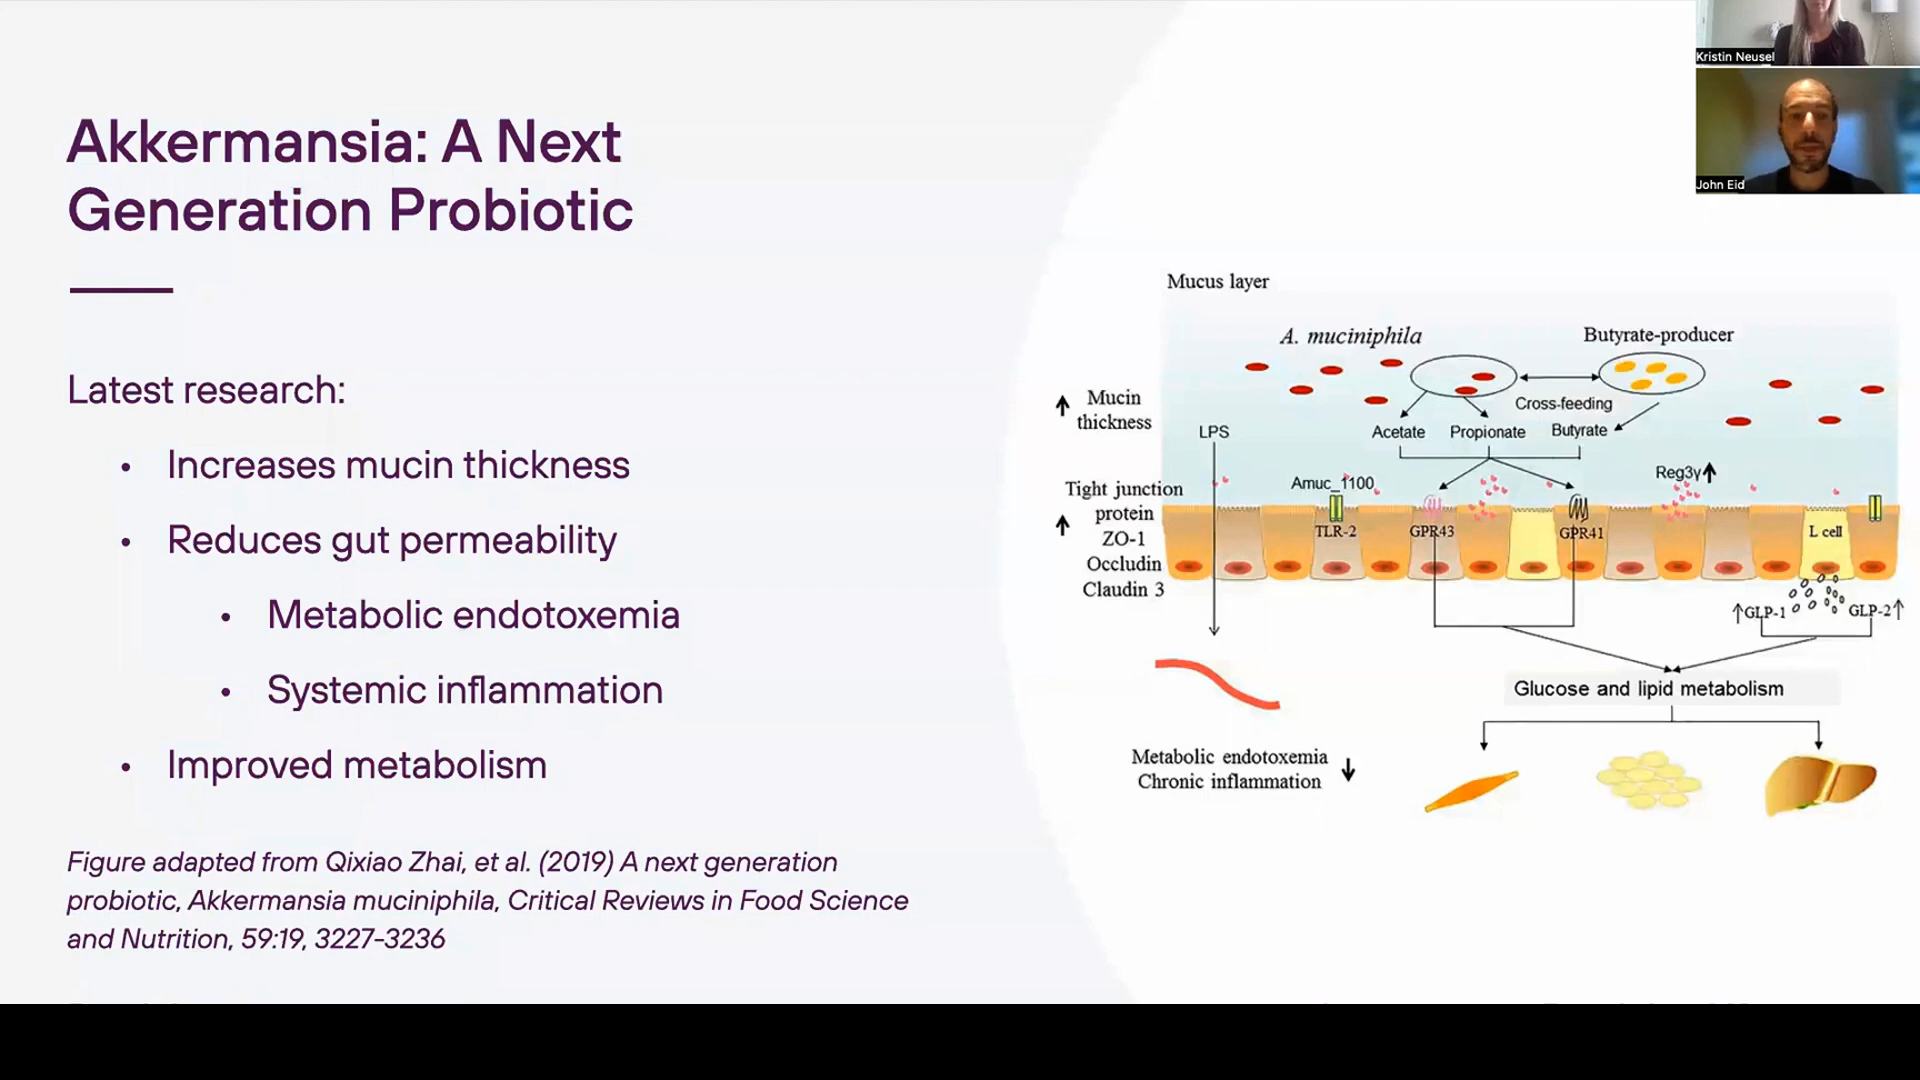 Akkermansia: A Next
Generation Probiotic
Latest research:
• Increases mucin thickness
• Reduces gut permeability
• Metabolic endotoxemia
• Systemic inflammation
• Improved metabolism
Figure adapted from Qixiao Zhai, et al. (2019) A next generation
probiotic, Akkermansia muciniphila, Critical Reviews in Food Science
and Nutrition, 59:19, 3227-3236
Kristin Neusel
John Eid
Mucus layer
A. muciniphila
Butyrate-producer
Mucin
thickness
Cross-feeding
LPS
Acetate
Propionate
Butyrate
Reg3γ
Amuc_1100
Tight junction
protein
ZO-1
Occludin
Claudin 3
TLR-2
GPR43
GPR41
L cell
GLP-1
GLP-2
Glucose and lipid metabolism
Metabolic endotoxemia
Chronic inflammation